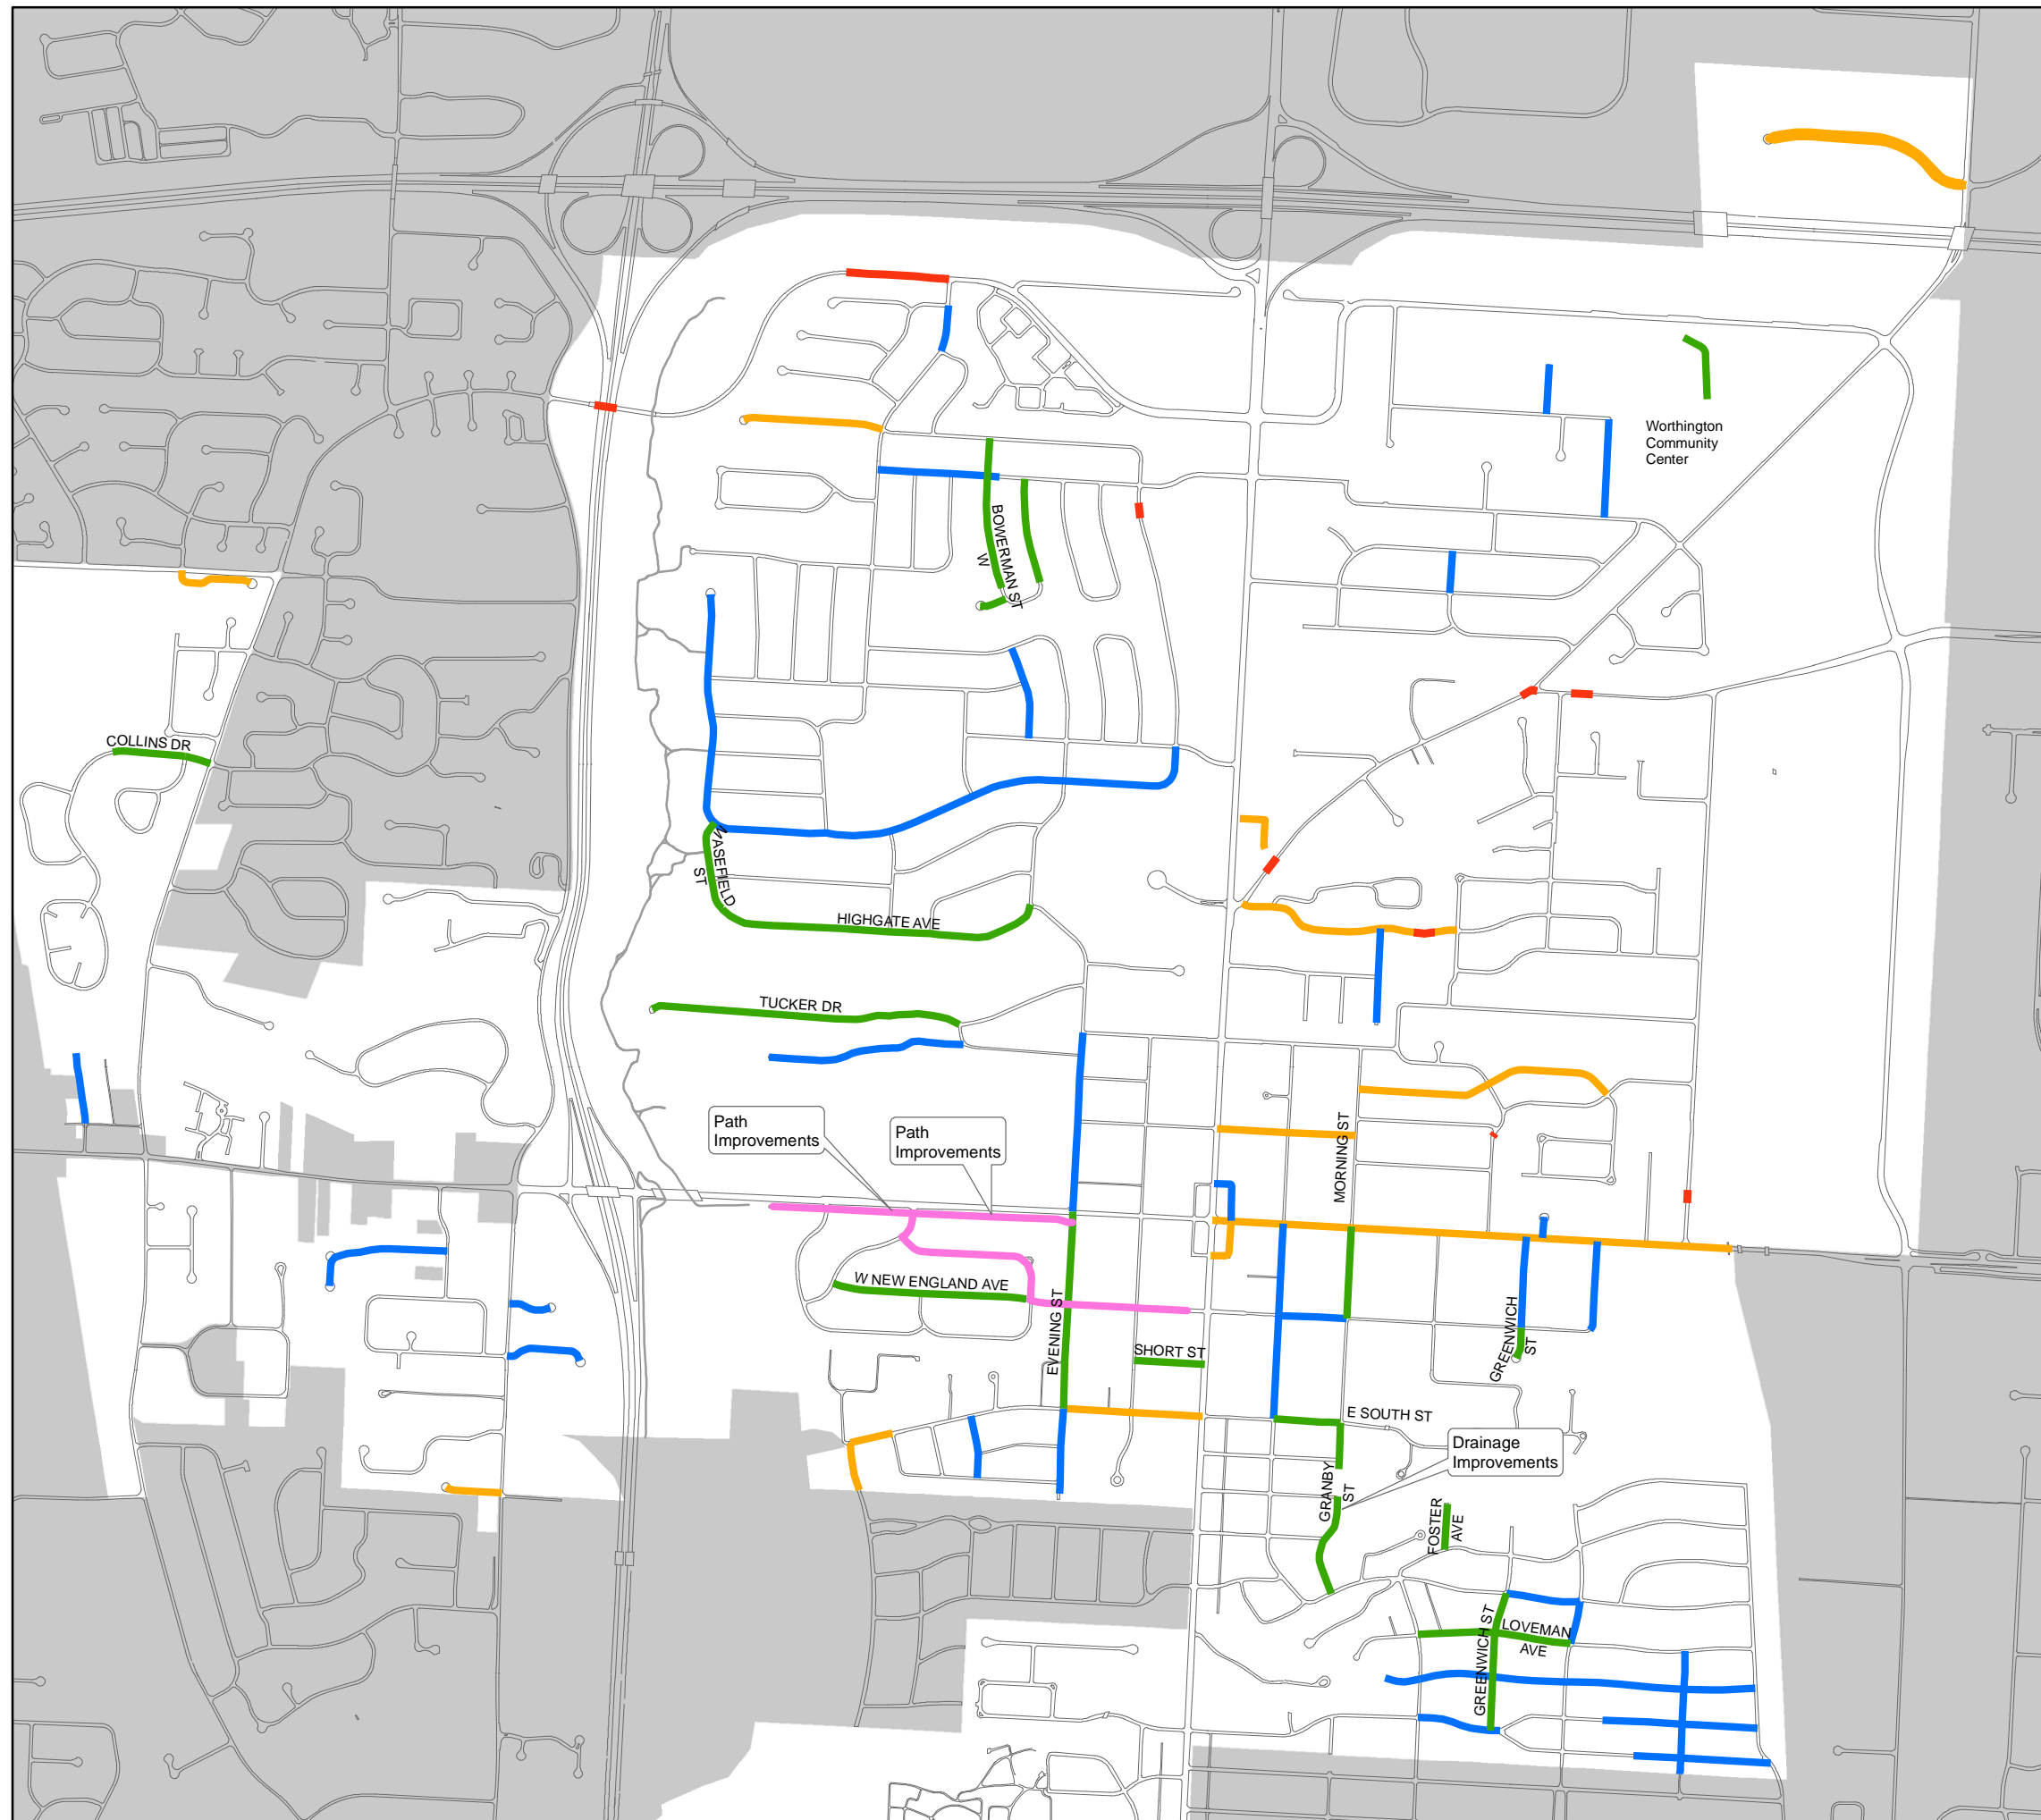 Worthington
Community
Center
BOWERMAN ST
W
COLLINS DR
WASEFIELD
ST
HIGHGATE AVE
TUCKER DR
Path
Improvements
Path
Improvements
MORNING ST
W NEW ENGLAND AVE
EVENING ST
GREENWICH
ST
SHORT ST
E SOUTH ST
Drainage
Improvements
GRANBY
ST
FOSTER
AVE
GREENWICH ST
LOVEMAN
AVE